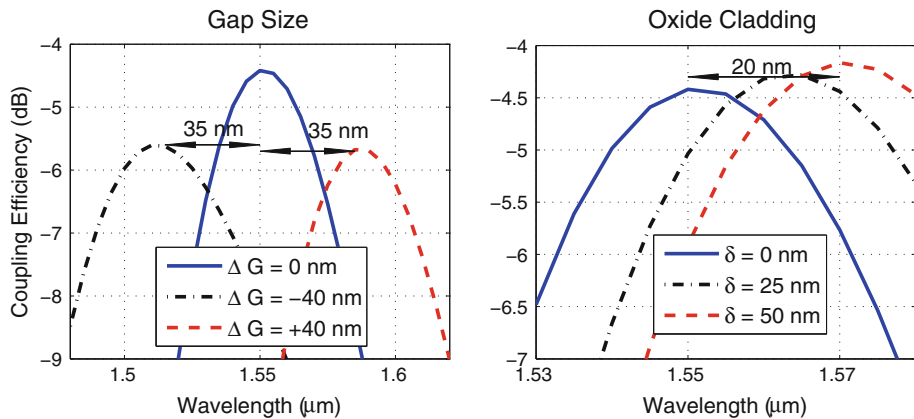 Gap Size
−4
−5
−6
−7
−8
−9
Coupling Efficiency (dB)
35 nm
35 nm
Δ G = 0 nm
Δ G = −40 nm
Δ G = +40 nm
1.5
1.55
1.6
Wavelength (μm)
Oxide Cladding
−4
−4.5
−5
−5.5
−6
−6.5
−7
20 nm
δ = 0 nm
δ = 25 nm
δ = 50 nm
1.53
1.55
1.57
Wavelength (μm)